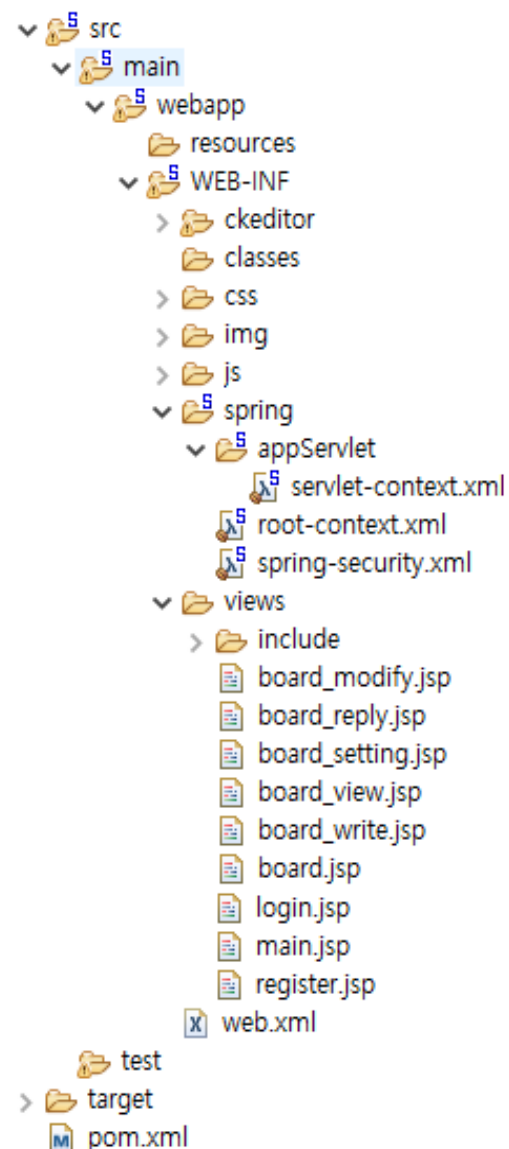 src
main
webapp
resources
WEB-INF
ckeditor
classes
css
img
js
spring
appServlet
servlet-context.xml
root-context.xml
spring-security.xml
views
include
board_modify.jsp
board_reply.jsp
board_setting.jsp
board_view.jsp
board_write.jsp
board.jsp
login.jsp
main.jsp
register.jsp
web.xml
test
target
pom.xml